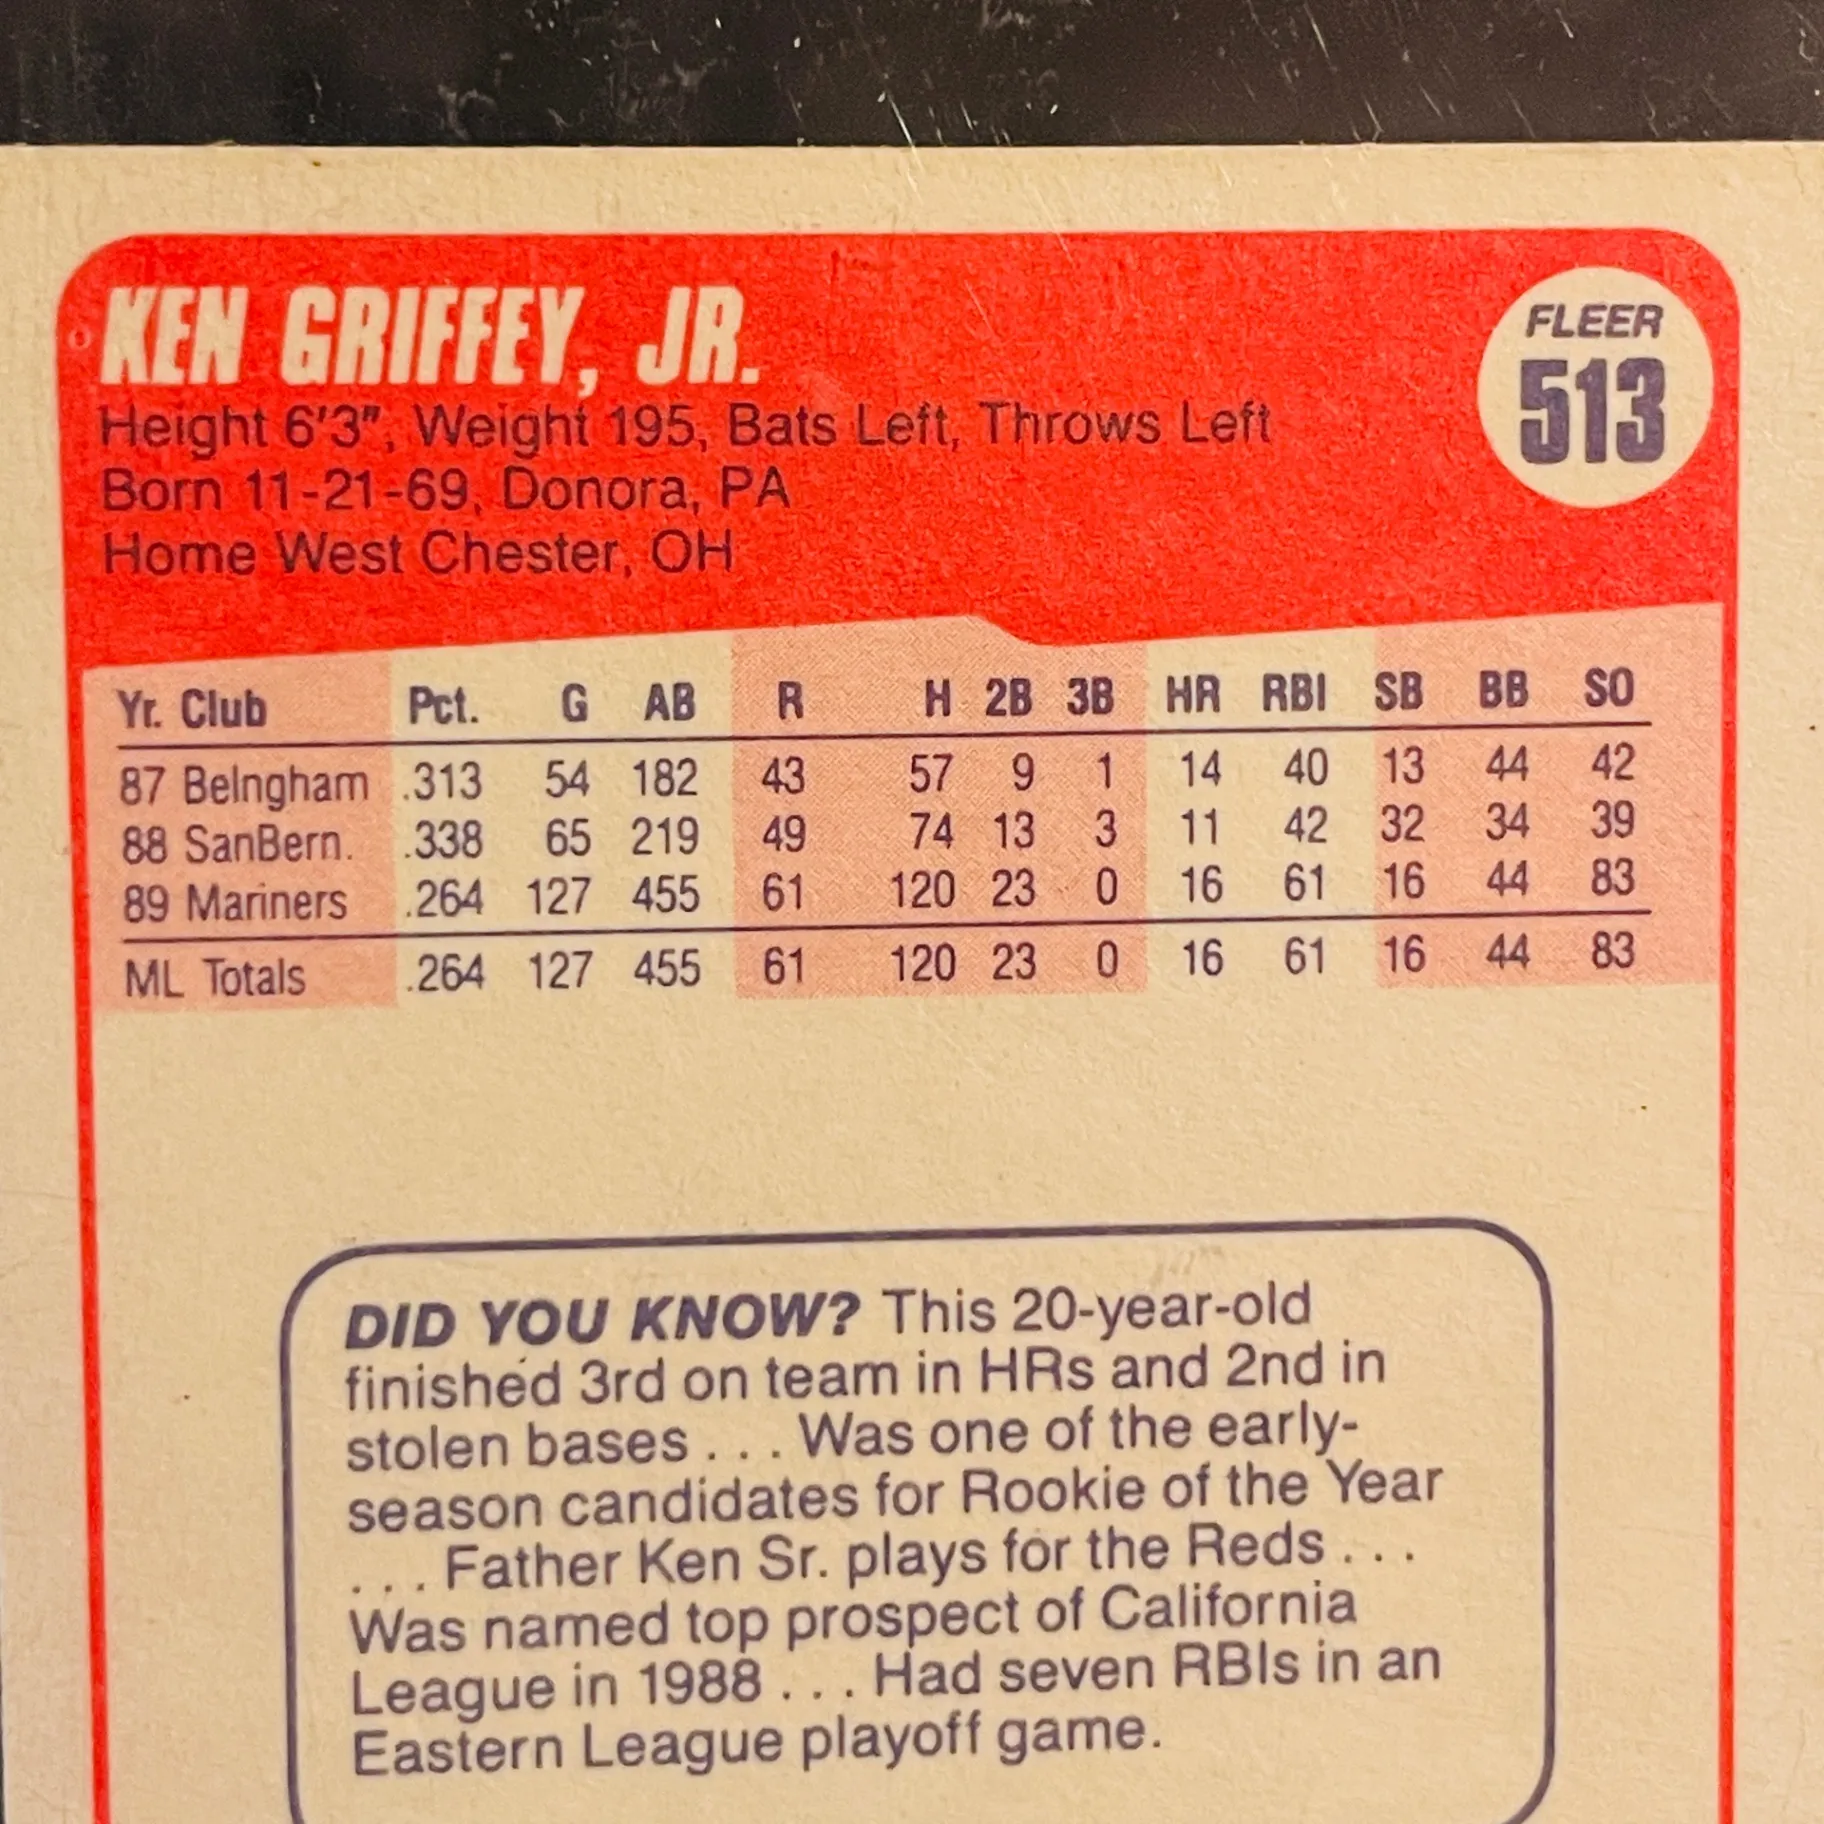 KEN GRIFFEY, JR.
FLEER
513
Height 6'3", Weight 195, Bats Left, Throws Left
Born 11-21-69, Donora, PA
Home West Chester, OH
Yr. Club Pct. G AB R H 2B 3B HR RBI SB BB SO
87 Belngham .313 54 182 43 57 9 1 14 40 13 44 42
88 SanBern. .338 65 219 49 74 13 3 11 42 32 34 39
89 Mariners .264 127 455 61 120 23 0 16 61 16 44 83
ML Totals .264 127 455 61 120 23 0 16 61 16 44 83
DID YOU KNOW? This 20-year-old
finished 3rd on team in HRs and 2nd in
stolen bases . . . Was one of the early-
season candidates for Rookie of the Year
. . . Father Ken Sr. plays for the Reds . . .
Was named top prospect of California
League in 1988 . . . Had seven RBIs in an
Eastern League playoff game.